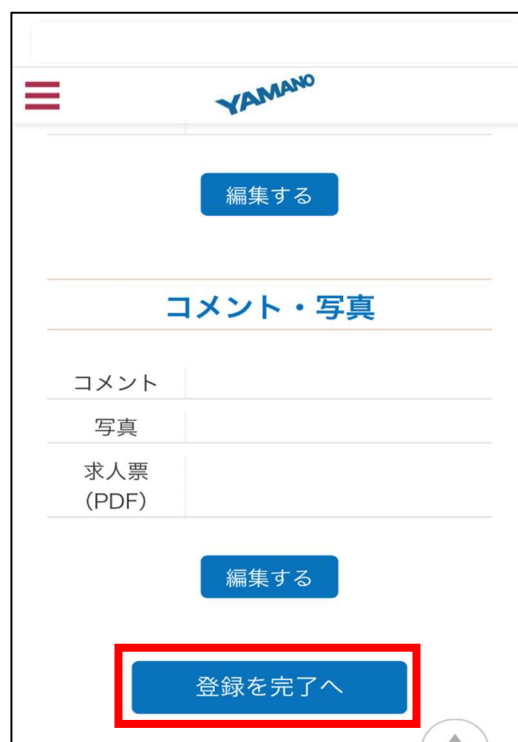 YAMANO
編集する
コメント・写真
コメント
写真
求人票
(PDF)
編集する
登録を完了へ